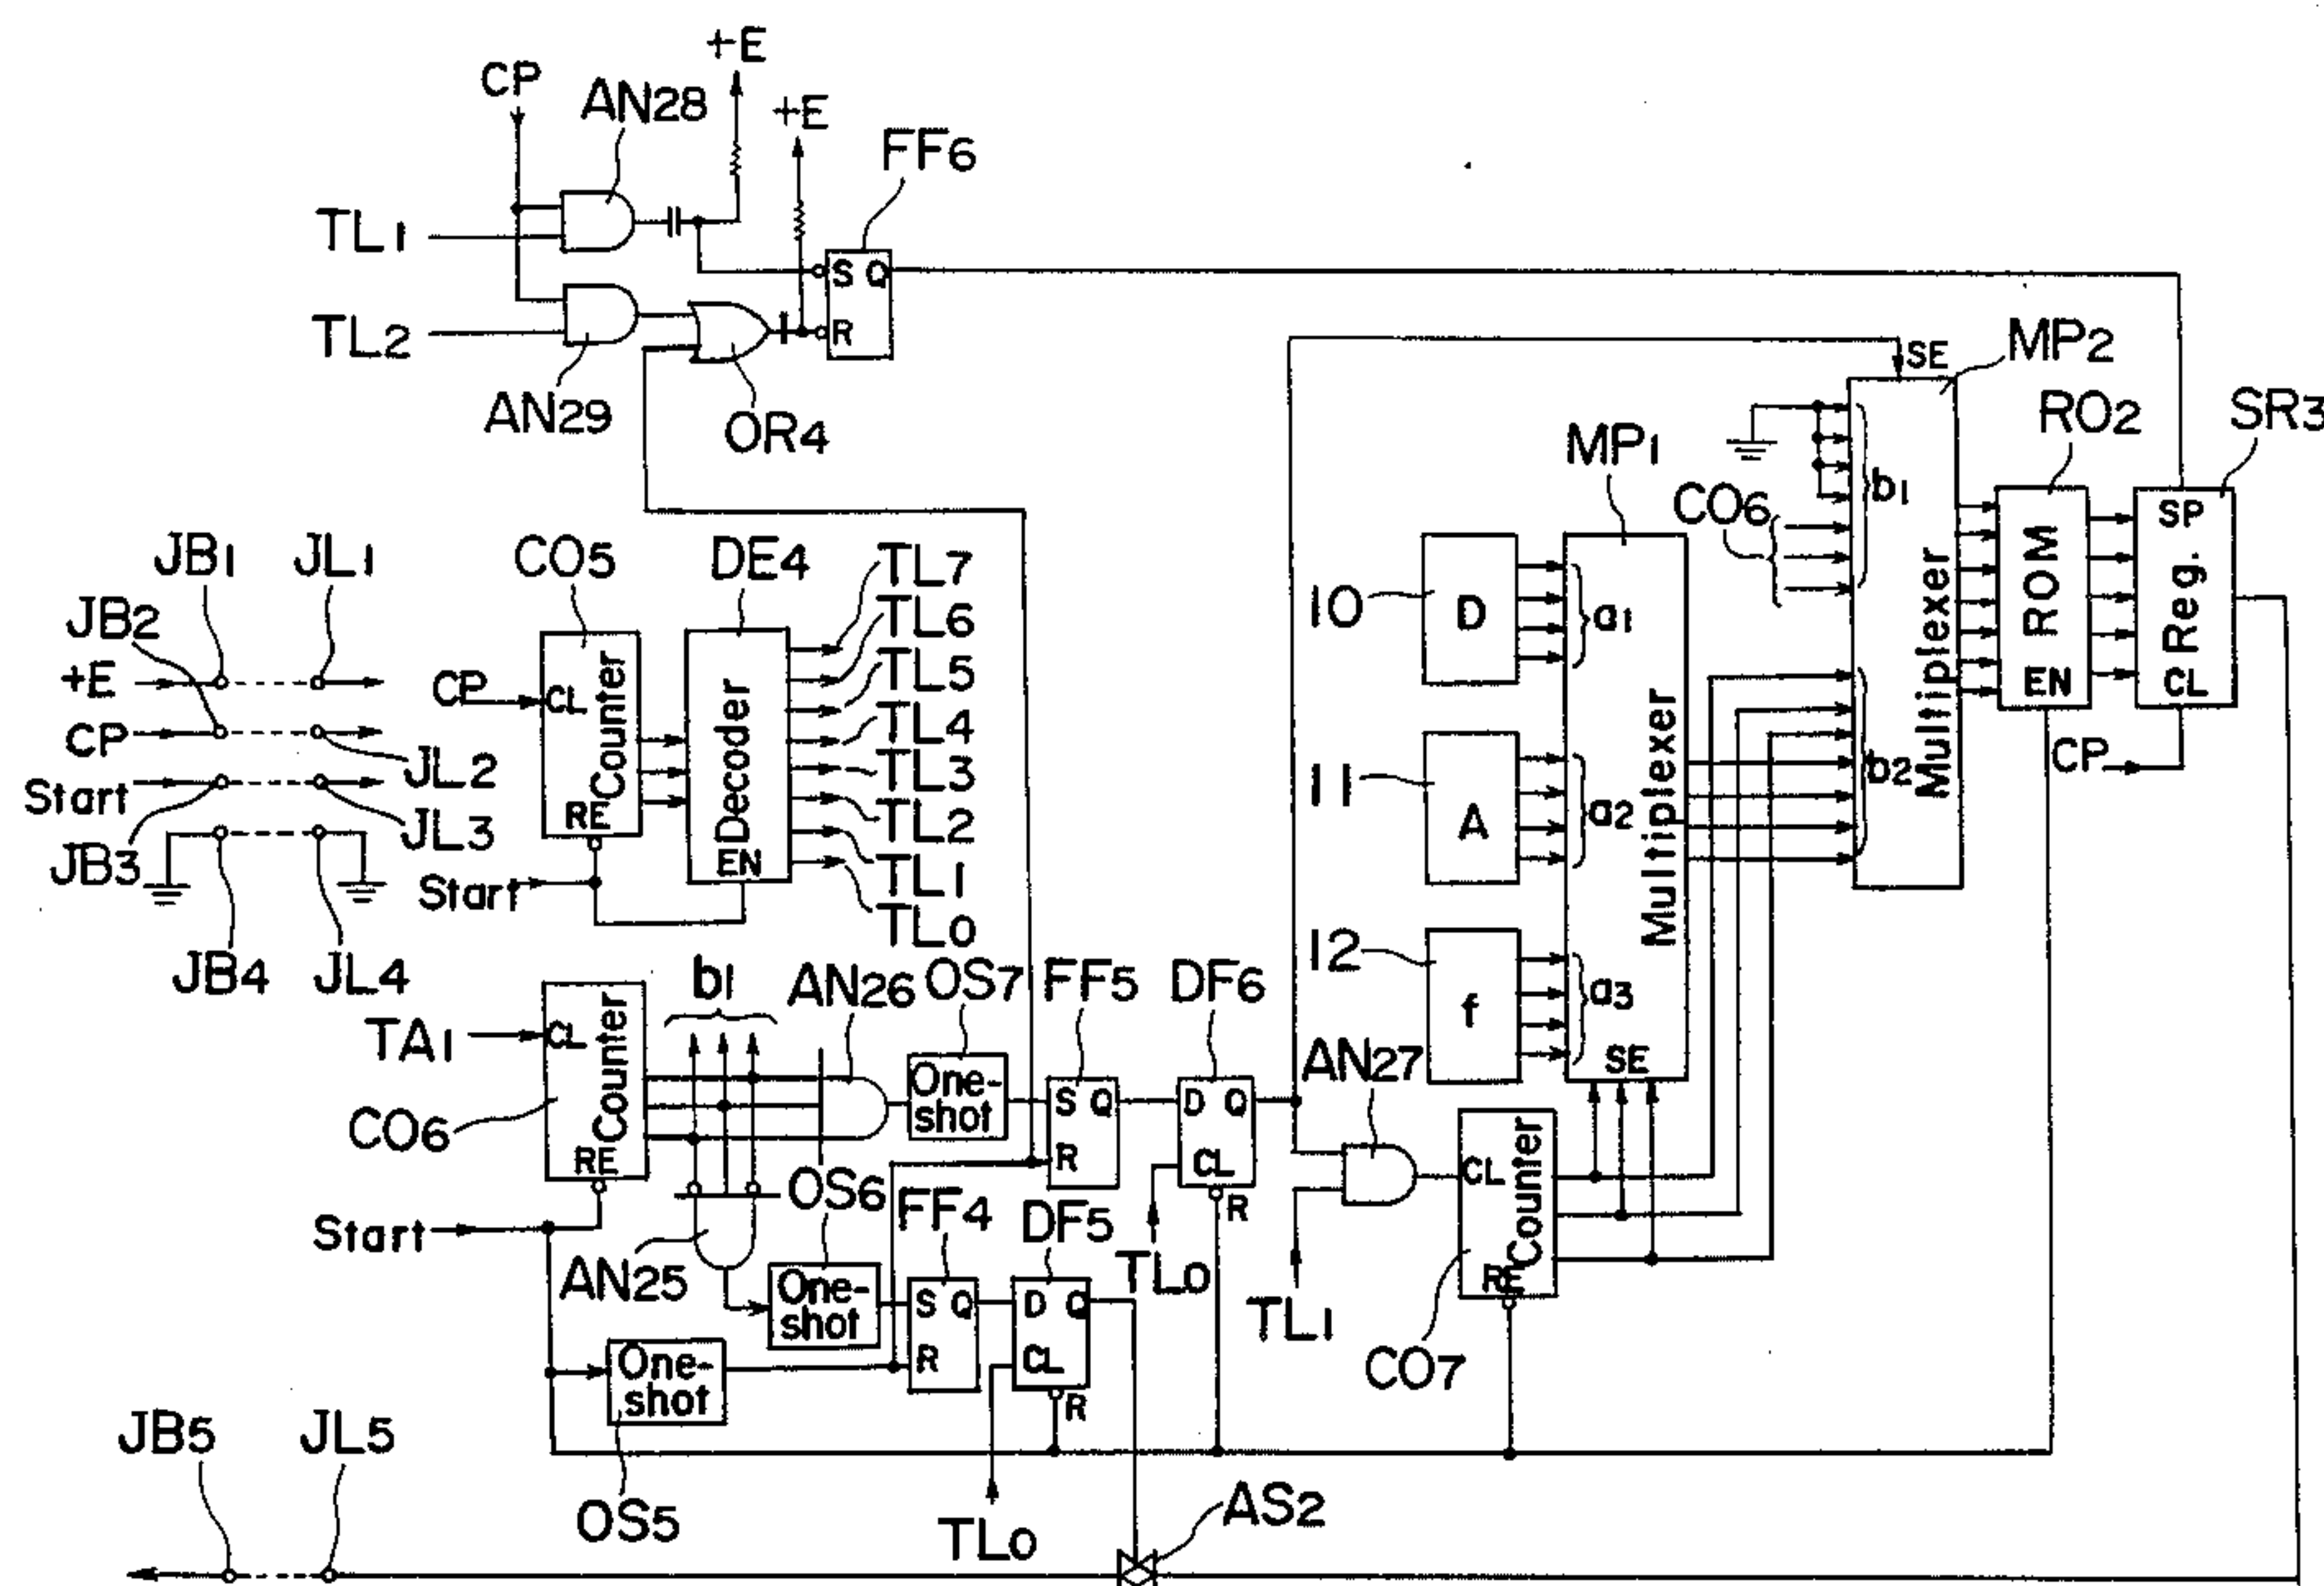 CP
+E
AN28
+E
FF6
TL1
S Q
TL2
R
AN29
OR4
SE
MP2
RO2
SR3
MP1
b1
CO6
SP
ROM
Reg.
EN
CL
CP
JB1
JL1
CO5
DE4
TL7
TL6
TL5
TL4
TL3
TL2
TL1
TL0
JB2
+E
CP
CL
Counter
Decoder
CP
JL2
Start
RE
EN
JL3
JB3
Start
JB4
JL4
10
D
a1
11
A
a2
12
f
a3
Multiplexer
SE
b2
Multiplexer
b1
AN26
OS7
FF5
DF6
TA1
CL
Counter
One-
shot
S Q
D Q
AN27
CO6
RE
R
CL
R
CL
Counter
OS6
FF4
DF5
Start
AN25
One-
shot
S Q
D Q
TL0
TL1
RE
R
CL
R
CO7
One-
shot
JB5
JL5
OS5
TL0
AS2